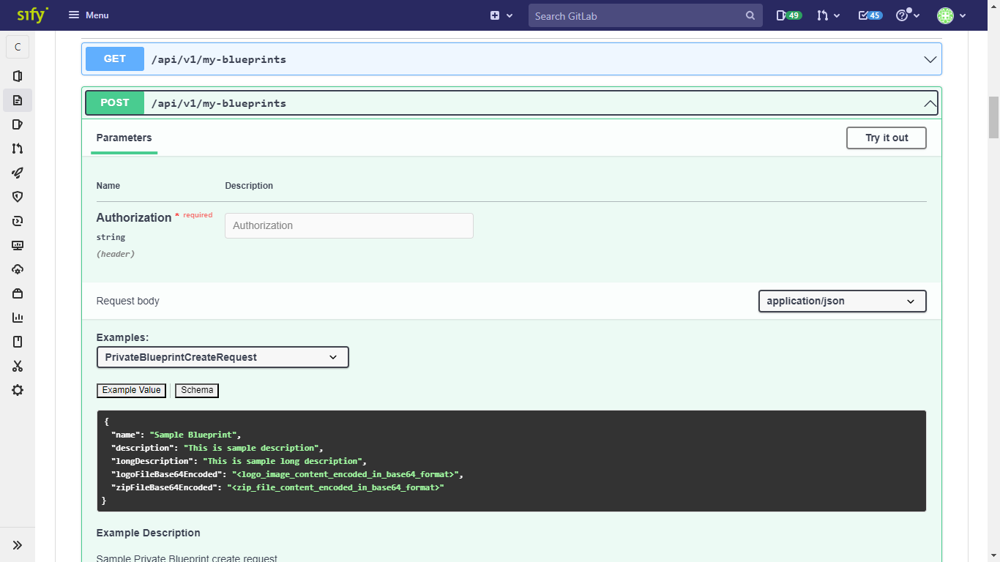 sify
Menu
Search GitLab
49
45
C
GET /api/v1/my-blueprints
POST /api/v1/my-blueprints
Parameters
Try it out
Name Description
Authorization * required
Authorization
string
(header)
Request body
application/json
Examples:
PrivateBlueprintCreateRequest
Example Value
Schema
{
"name": "Sample Blueprint",
"description": "This is sample description",
"longDescription": "This is sample long description",
"logoFileBase64Encoded": "<logo_image_content_encoded_in_base64_format>",
"zipFileBase64Encoded": "<zip_file_content_encoded_in_base64_format>"
}
Example Description
Sample Private Blueprint create request